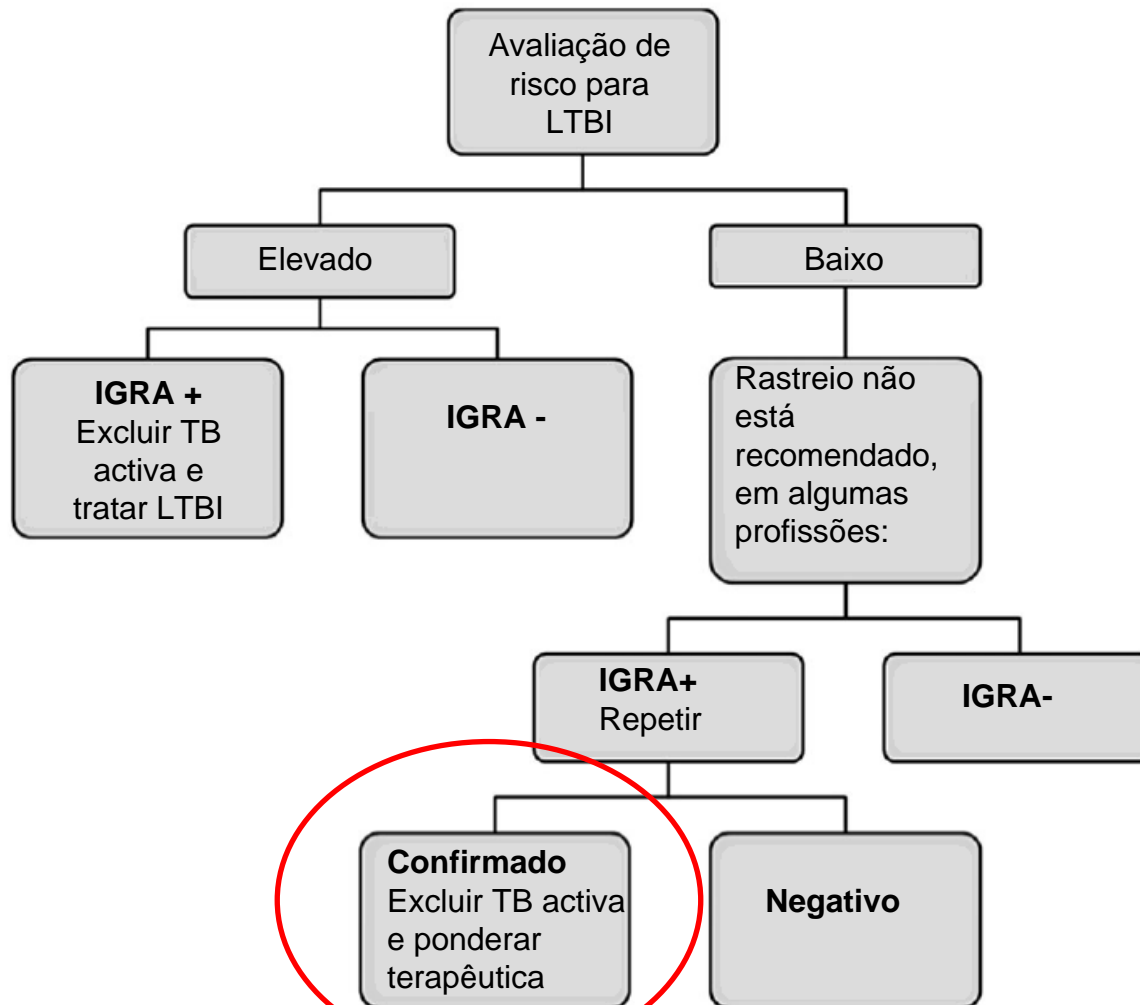 Avaliação de
risco para
LTBI
Elevado
Baixo
IGRA +
Excluir TB
activa e
tratar LTBI
IGRA -
Rastreio não
está
recomendado,
em algumas
profissões:
IGRA+
Repetir
IGRA-
Confirmado
Excluir TB activa
e ponderar
terapêutica
Negativo